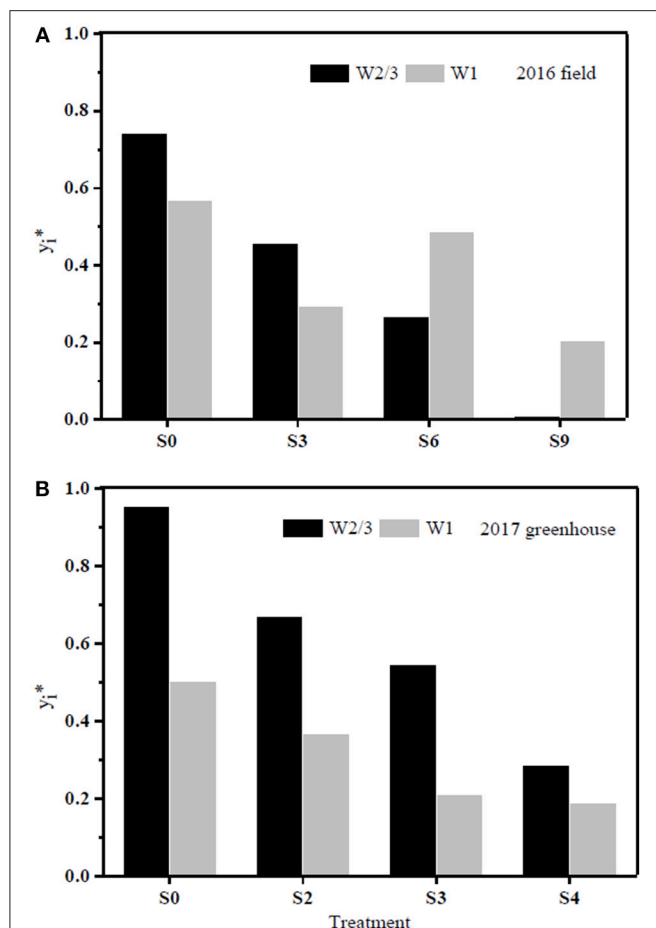 A
1.0
W2/3 W1 2016 field
0.8
0.6
yi*
0.4
0.2
0.0
S0 S3 S6 S9
B
1.0
W2/3 W1 2017 greenhouse
0.8
0.6
yi*
0.4
0.2
0.0
S0 S2 S3 S4
Treatment